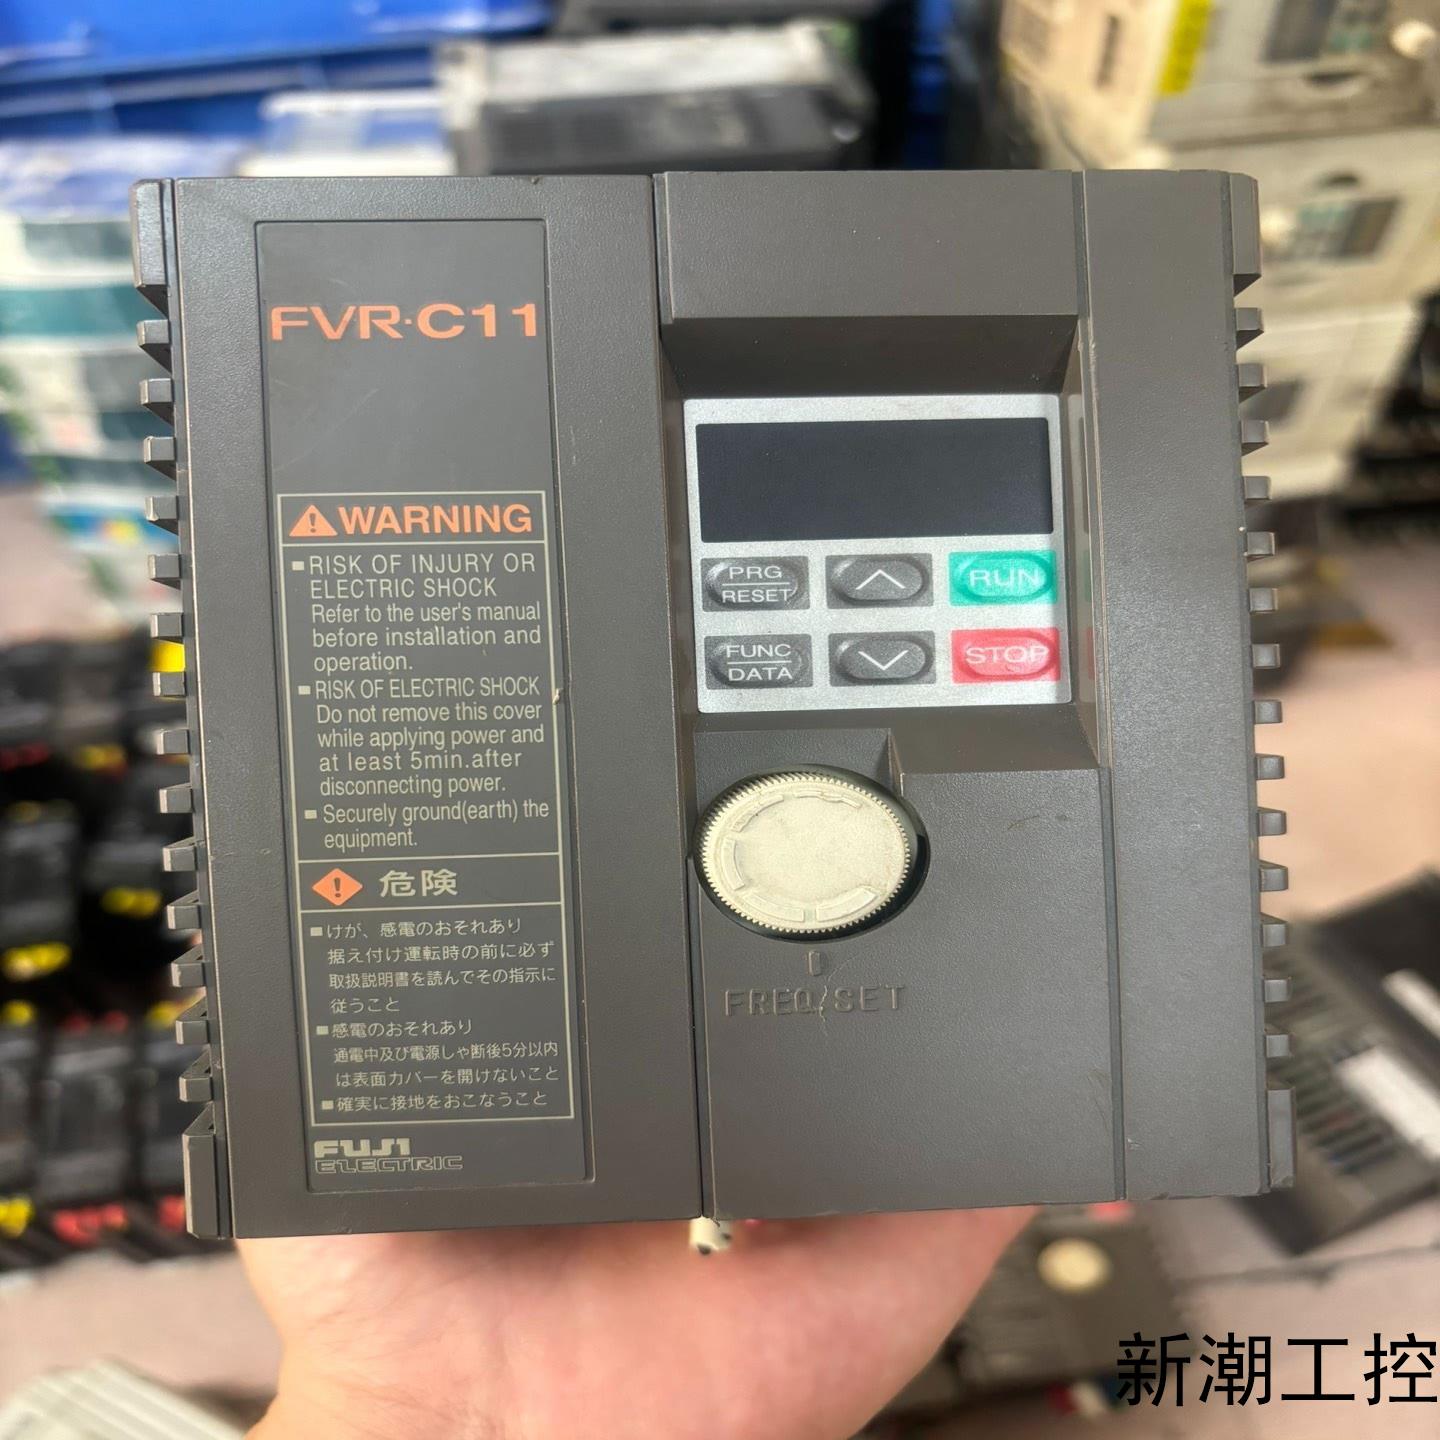 FVR·C11
WARNING
RISK OF INJURY OR
ELECTRIC SHOCK
Refer to the user's manual
before installation and
operation.
RISK OF ELECTRIC SHOCK
Do not remove this cover
while applying power and
at least 5min.after
disconnecting power.
Securely ground(earth) the
equipment.
危険
けが、感電のおそれあり
据え付け運転時の前に必ず
取扱説明書を読んでその指示に
従うこと
感電のおそれあり
通電中及び電源しゃ断後5分以内
は表面カバーを開けないこと
確実に接地をおこなうこと
FUJI
ELECTRIC
PRG
RESET
RUN
FUNC
DATA
STOP
FREQ/SET
新潮工控